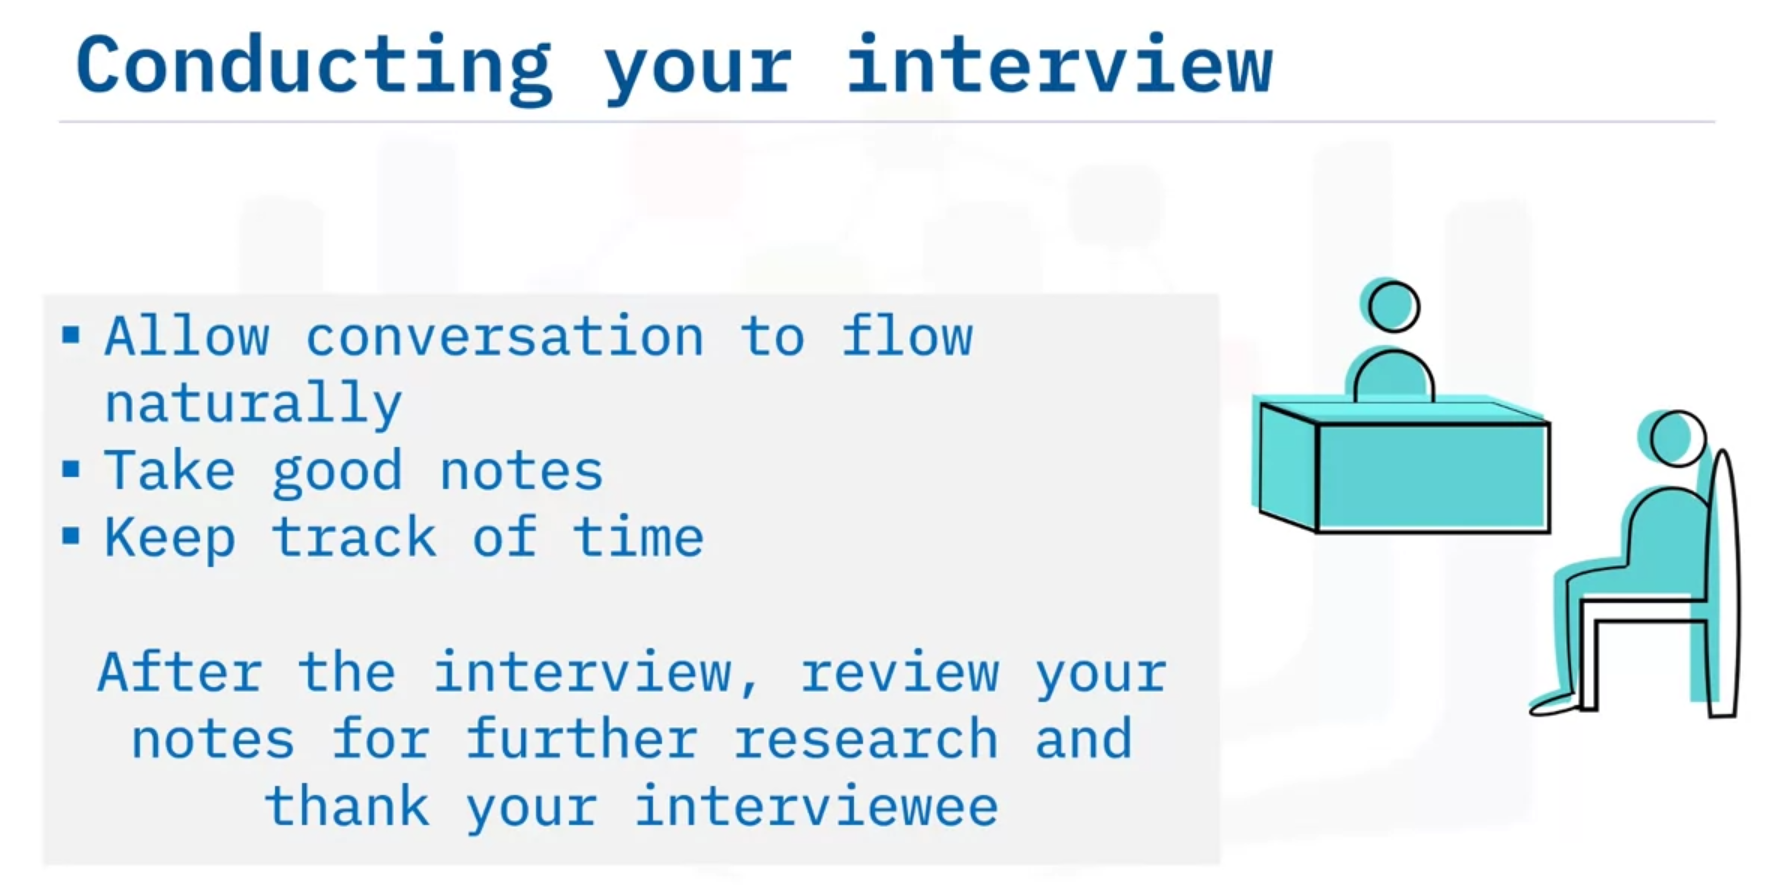 Conducting your interview
▪ Allow conversation to flow
naturally
▪ Take good notes
▪ Keep track of time
After the interview, review your
notes for further research and
thank your interviewee